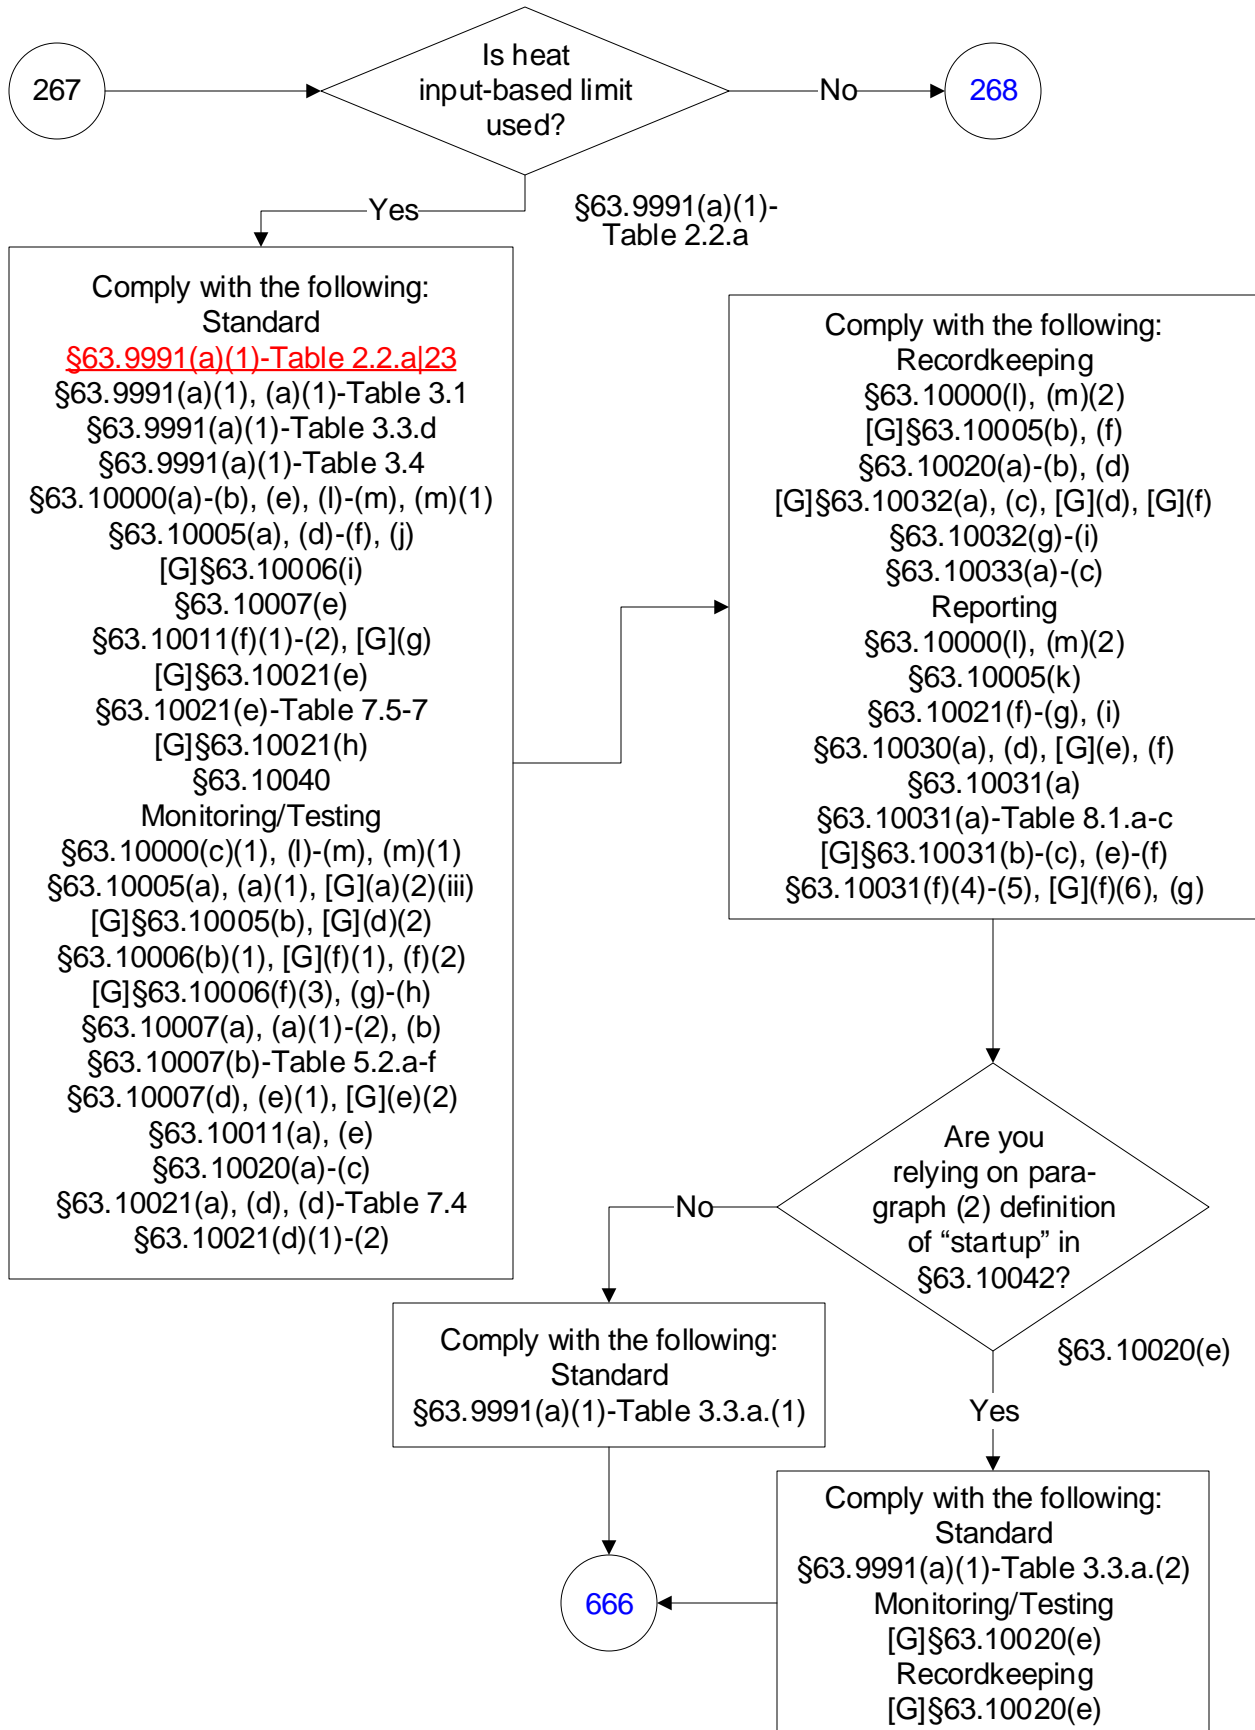 267
Is heat
input-based limit
used?
No
268
Yes
§63.9991(a)(1)-
Table 2.2.a
Comply with the following:
Standard
§63.9991(a)(1)-Table 2.2.a|23
§63.9991(a)(1), (a)(1)-Table 3.1
§63.9991(a)(1)-Table 3.3.d
§63.9991(a)(1)-Table 3.4
§63.10000(a)-(b), (e), (l)-(m), (m)(1)
§63.10005(a), (d)-(f), (j)
[G]§63.10006(i)
§63.10007(e)
§63.10011(f)(1)-(2), [G](g)
[G]§63.10021(e)
§63.10021(e)-Table 7.5-7
[G]§63.10021(h)
§63.10040
Monitoring/Testing
§63.10000(c)(1), (l)-(m), (m)(1)
§63.10005(a), (a)(1), [G](a)(2)(iii)
[G]§63.10005(b), [G](d)(2)
§63.10006(b)(1), [G](f)(1), (f)(2)
[G]§63.10006(f)(3), (g)-(h)
§63.10007(a), (a)(1)-(2), (b)
§63.10007(b)-Table 5.2.a-f
§63.10007(d), (e)(1), [G](e)(2)
§63.10011(a), (e)
§63.10020(a)-(c)
§63.10021(a), (d), (d)-Table 7.4
§63.10021(d)(1)-(2)
Comply with the following:
Recordkeeping
§63.10000(l), (m)(2)
[G]§63.10005(b), (f)
§63.10020(a)-(b), (d)
[G]§63.10032(a), (c), [G](d), [G](f)
§63.10032(g)-(i)
§63.10033(a)-(c)
Reporting
§63.10000(l), (m)(2)
§63.10005(k)
§63.10021(f)-(g), (i)
§63.10030(a), (d), [G](e), (f)
§63.10031(a)
§63.10031(a)-Table 8.1.a-c
[G]§63.10031(b)-(c), (e)-(f)
§63.10031(f)(4)-(5), [G](f)(6), (g)
Are you
relying on para-
graph (2) definition
of “startup” in
§63.10042?
No
§63.10020(e)
Yes
Comply with the following:
Standard
§63.9991(a)(1)-Table 3.3.a.(1)
Comply with the following:
Standard
§63.9991(a)(1)-Table 3.3.a.(2)
Monitoring/Testing
[G]§63.10020(e)
Recordkeeping
[G]§63.10020(e)
666